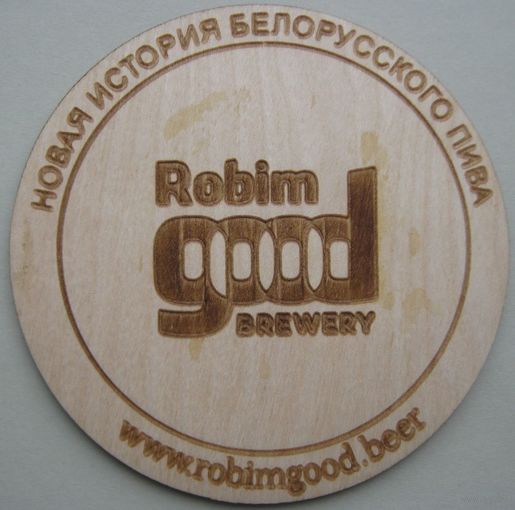 НОВАЯ ИСТОРИЯ БЕЛОРУССКОГО ПИВА
Robim
good
BREWERY
www.robimgood.beer